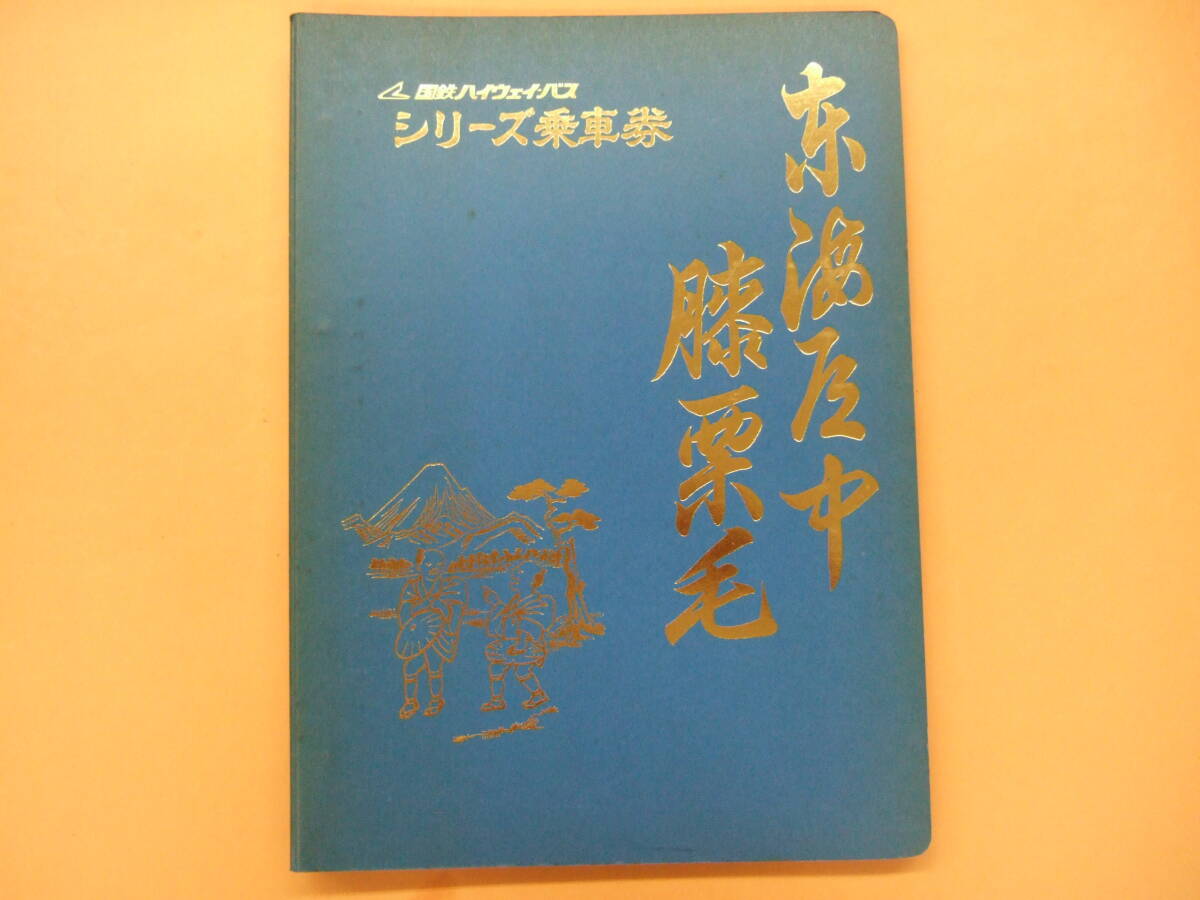 国鉄ハイウェイ・バス
シリーズ乗車券
東海道中
膝栗毛